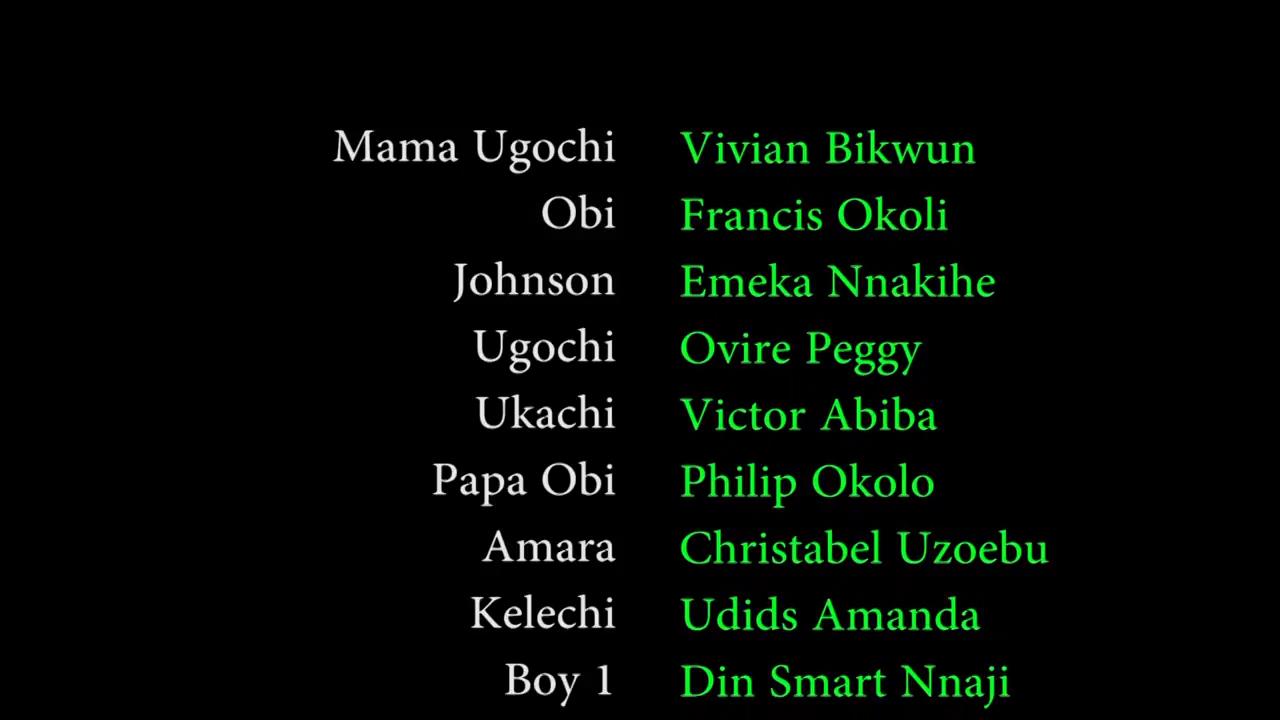 Mama Ugochi Vivian Bikwun
Obi Francis Okoli
Johnson Emeka Nnakihe
Ugochi Ovire Peggy
Ukachi Victor Abiba
Papa Obi Philip Okolo
Amara Christabel Uzoebu
Kelechi Udids Amanda
Boy 1 Din Smart Nnaji